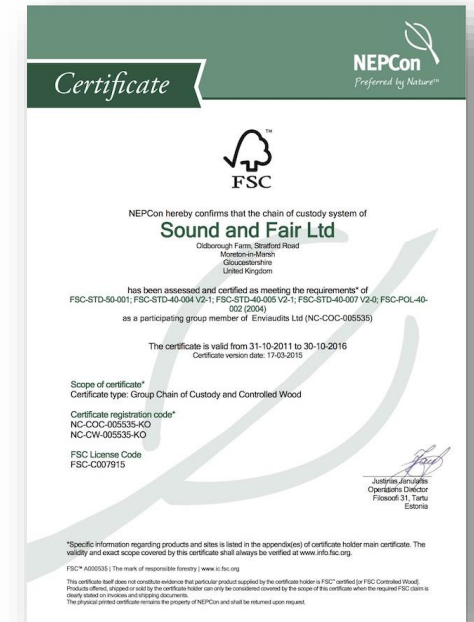 NEPCon
Preferred by Nature™
Certificate
FSC
NEPCon hereby confirms that the chain of custody system of
Sound and Fair Ltd
Oldborough Farm, Stratford Road
Moreton-in-Marsh
Gloucestershire
United Kingdom
has been assessed and certified as meeting the requirements* of
FSC-STD-50-001; FSC-STD-40-004 V2-1; FSC-STD-40-005 V2-1; FSC-STD-40-007 V2-0; FSC-POL-40-
002 (2004)
as a participating group member of Enviaudits Ltd (NC-COC-005535)
The certificate is valid from 31-10-2011 to 30-10-2016
Certificate version date: 17-03-2015
Scope of certificate*
Certificate type: Group Chain of Custody and Controlled Wood
Certificate registration code*
NC-COC-005535-KO
NC-CW-005535-KO
FSC License Code
FSC-C007915
Justinas Janulaitis
Operations Director
Filosoofi 31, Tartu
Estonia
*Specific information regarding products and sites is listed in the appendix(es) of certificate holder main certificate. The
validity and exact scope covered by this certificate shall always be verified at www.info.fsc.org.
FSC™ A000535 | The mark of responsible forestry | www.ic.fsc.org
This certificate itself does not constitute evidence that particular product supplied by the certificate holder is FSC™ certified [or FSC Controlled Wood].
Products offered, shipped or sold by the certificate holder can only be considered covered by the scope of this certificate when the required FSC claim is
clearly stated on invoices and shipping documents.
The physical printed certificate remains the property of NEPCon and shall be returned upon request.